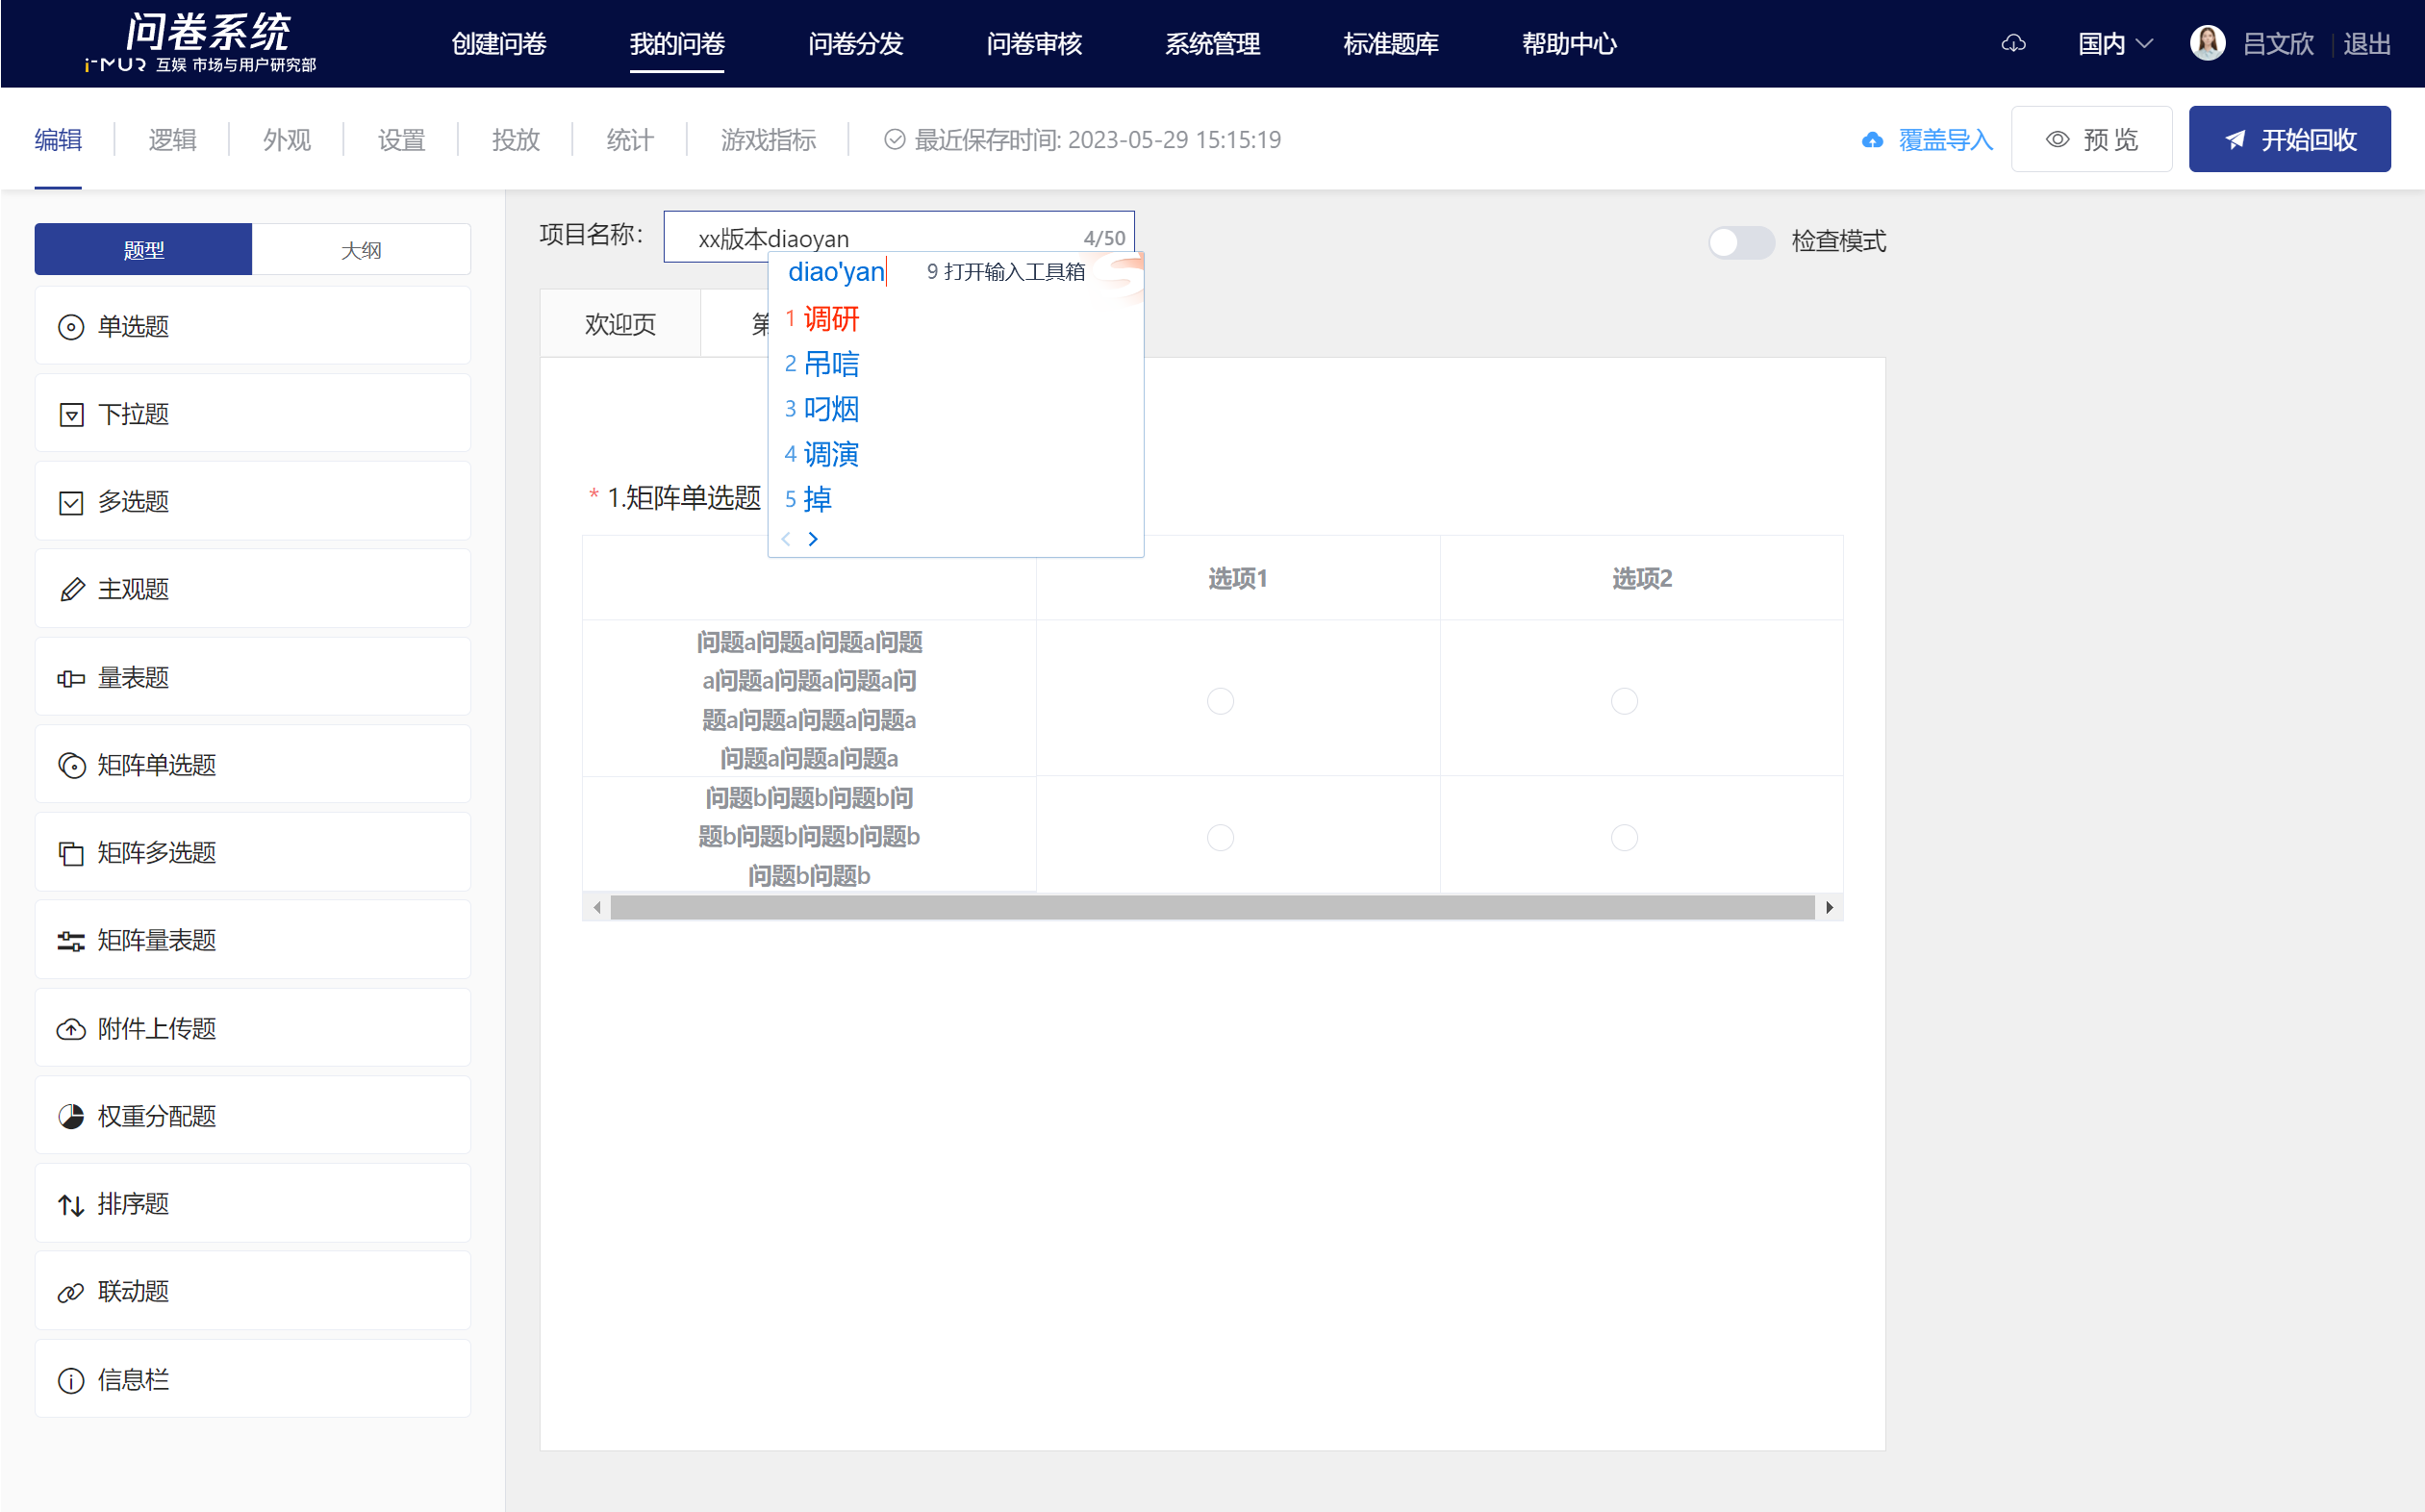 问卷系统
i-MUR 互娱 市场与用户研究部
创建问卷
我的问卷
问卷分发
问卷审核
系统管理
标准题库
帮助中心
国内
吕文欣
退出
编辑
逻辑
外观
设置
投放
统计
游戏指标
最近保存时间: 2023-05-29 15:15:19
覆盖导入
预 览
开始回收
题型
大纲
单选题
下拉题
多选题
主观题
量表题
矩阵单选题
矩阵多选题
矩阵量表题
附件上传题
权重分配题
排序题
联动题
信息栏
项目名称:
xx版本diaoyan
4/50
检查模式
diao'yan
9 打开输入工具箱
1 调研
2 吊唁
3 叼烟
4 调演
5 掉
欢迎页
第
* 1.矩阵单选题
选项1
选项2
问题a问题a问题a问题
a问题a问题a问题a问
题a问题a问题a问题a
问题a问题a问题a
问题b问题b问题b问
题b问题b问题b问题b
问题b问题b